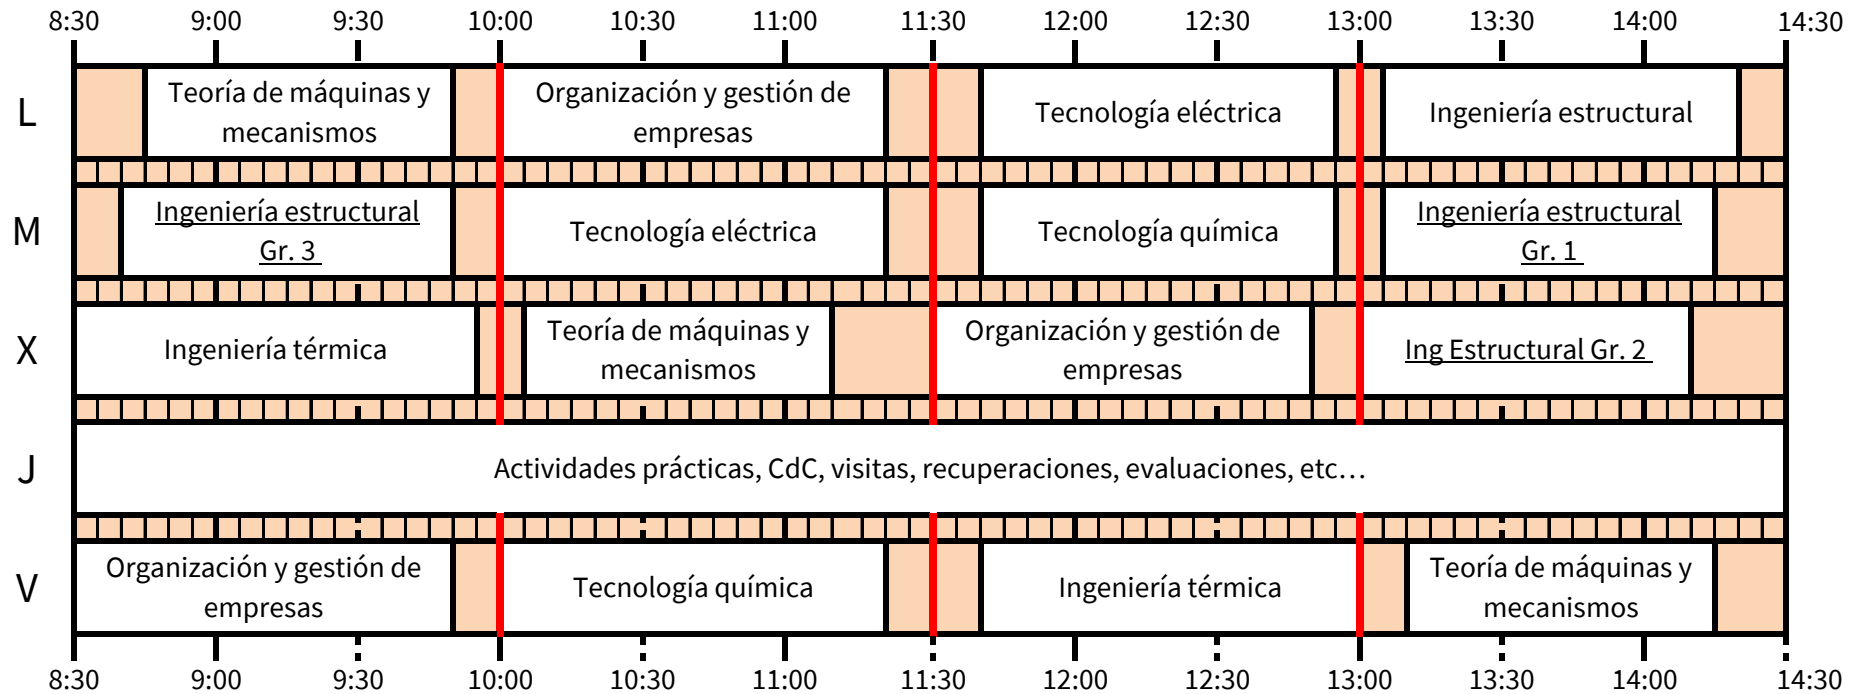 8:30 9:00 9:30 10:00 10:30 11:00 11:30 12:00 12:30 13:00 13:30 14:00 14:30
L
Teoría de máquinas y
mecanismos
Organización y gestión de
empresas
Tecnología eléctrica
Ingeniería estructural
M
Ingeniería estructural
Gr. 3
Tecnología eléctrica
Tecnología química
Ingeniería estructural
Gr. 1
X
Ingeniería térmica
Teoría de máquinas y
mecanismos
Organización y gestión de
empresas
Ing Estructural Gr. 2
J
Actividades prácticas, CdC, visitas, recuperaciones, evaluaciones, etc…
V
Organización y gestión de
empresas
Tecnología química
Ingeniería térmica
Teoría de máquinas y
mecanismos
8:30 9:00 9:30 10:00 10:30 11:00 11:30 12:00 12:30 13:00 13:30 14:00 14:30